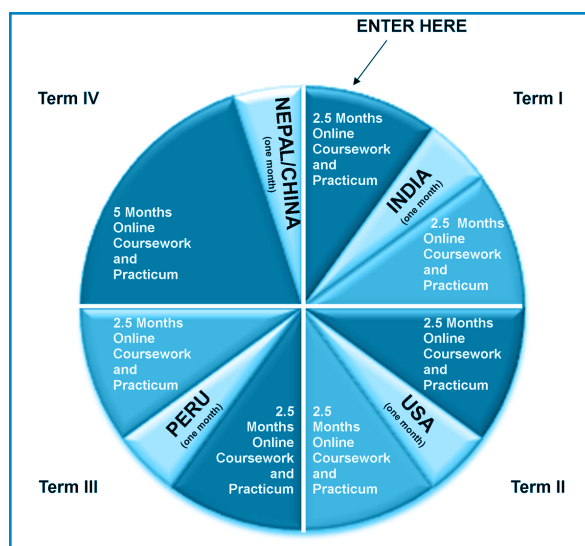 ENTER HERE
Term I
2.5 Months
Online
Coursework
and
Practicum
INDIA
(one month)
2.5 Months
Online
Coursework
and
Practicum
2.5 Months
Online
Coursework
and
Practicum
USA
(one month)
2.5
Months
Online
Coursework
and
Practicum
Term II
2.5
Months
Online
Coursework
and
Practicum
PERU
(one month)
2.5 Months
Online
Coursework
and
Practicum
Term III
5 Months
Online
Coursework
and
Practicum
NEPAL/CHINA
(one month)
Term IV